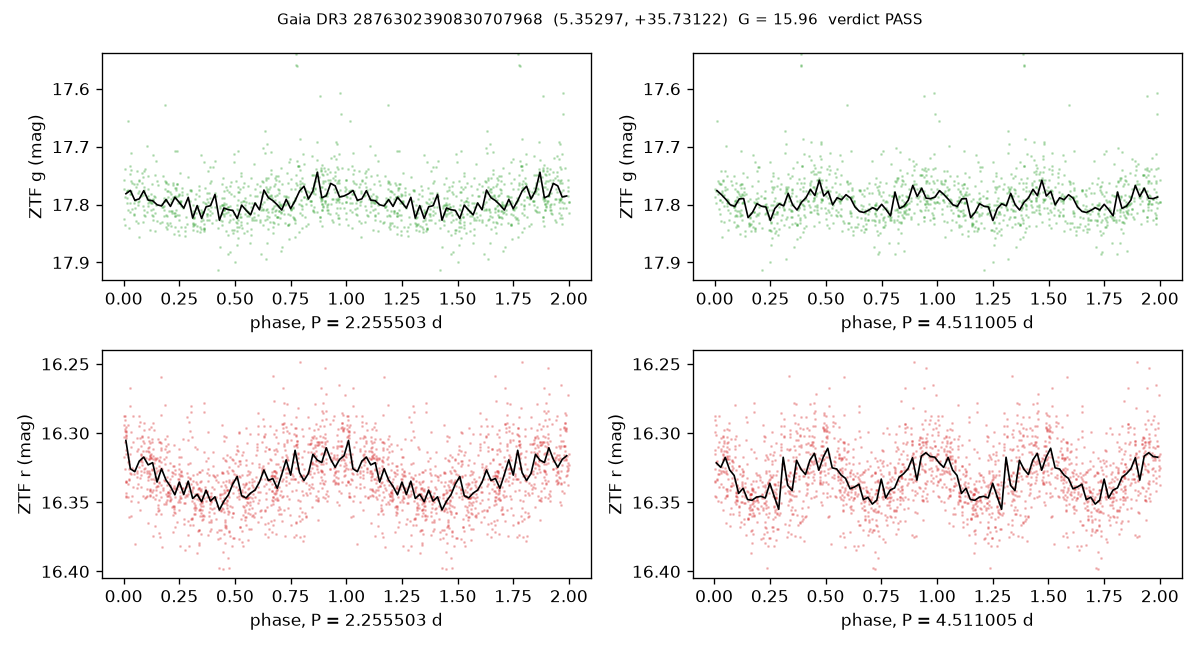 Gaia DR3 2876302390830707968 (5.35297, +35.73122) G = 15.96 verdict PASS
ZTF g (mag)
17.6
17.7
17.8
17.9
0.00 0.25 0.50 0.75 1.00 1.25 1.50 1.75 2.00
phase, P = 2.255503 d
ZTF g (mag)
17.6
17.7
17.8
17.9
0.00 0.25 0.50 0.75 1.00 1.25 1.50 1.75 2.00
phase, P = 4.511005 d
ZTF r (mag)
16.25
16.30
16.35
16.40
0.00 0.25 0.50 0.75 1.00 1.25 1.50 1.75 2.00
phase, P = 2.255503 d
ZTF r (mag)
16.25
16.30
16.35
16.40
0.00 0.25 0.50 0.75 1.00 1.25 1.50 1.75 2.00
phase, P = 4.511005 d